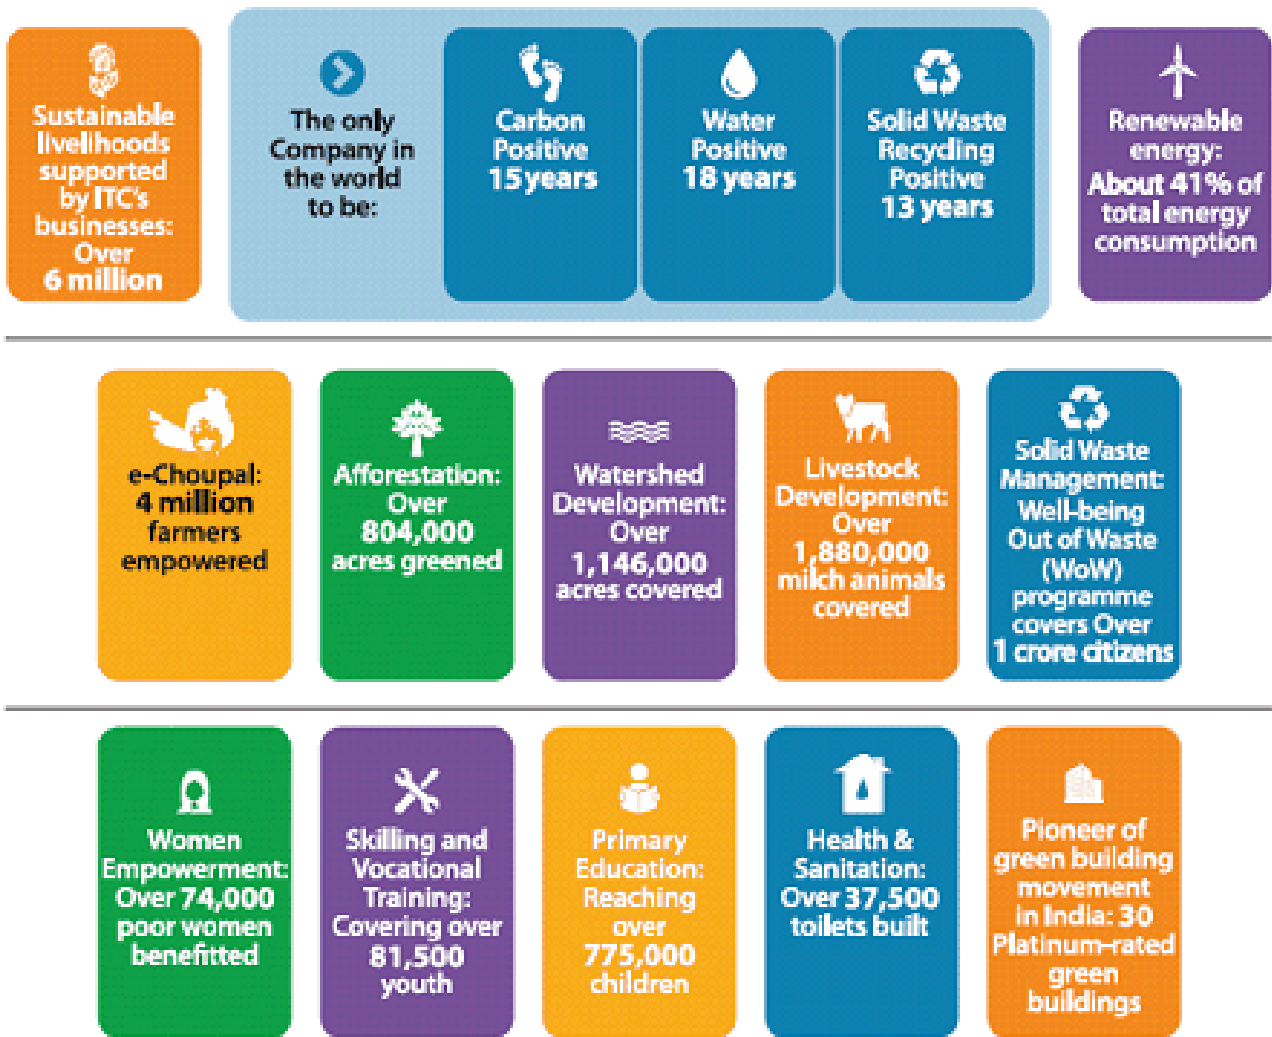 Sustainable
livelihoods
supported
by ITC's
businesses:
Over
6 million
The only
Company in
the world
to be:
Carbon
Positive
15 years
Water
Positive
18 years
Solid Waste
Recycling
Positive
13 years
Renewable
energy:
About 41% of
total energy
consumption
e-Choupal:
4 million
farmers
empowered
Afforestation:
Over
804,000
acres greened
Watershed
Development:
Over
1,146,000
acres covered
Livestock
Development:
Over
1,880,000
milch animals
covered
Solid Waste
Management:
Well-being
Out of Waste
(WoW)
programme
covers Over
1 crore citizens
Women
Empowerment:
Over 74,000
poor women
benefitted
Skilling and
Vocational
Training:
Covering over
81,500
youth
Primary
Education:
Reaching
over
775,000
children
Health &
Sanitation:
Over 37,500
toilets built
Pioneer of
green building
movement
in India: 30
Platinum-rated
green
buildings